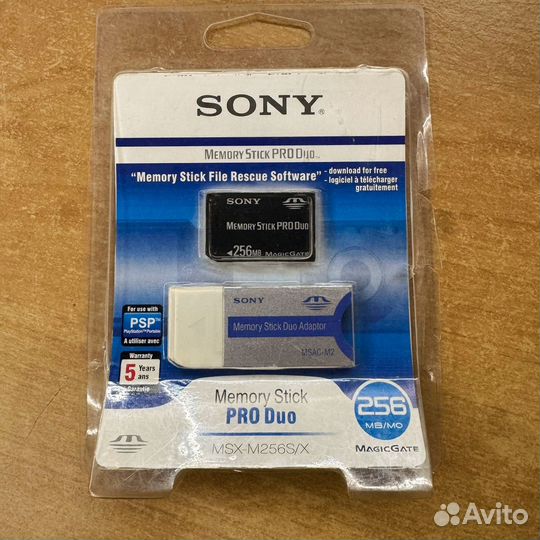 SONY
MEMORY STICK PRO DUO™
"Memory Stick File Rescue Software" - download for free
- logiciel à télécharger
gratuitement
SONY
MEMORY STICK PRO DUO
◄256MB MAGICGATE
SONY
Memory Stick Duo Adaptor
MSAC-M2
For use with
PSP™
PlayStation®Portable
A utiliser avec
Warranty
5 Years
ans
Garantie
Memory Stick
PRO Duo
MSX-M256S/X
256
MB/MO
MAGICGATE
Avito